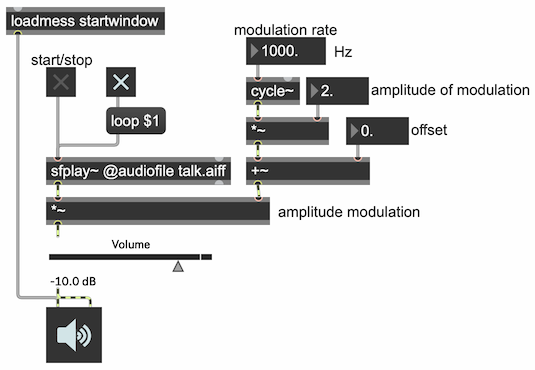 loadmess startwindow
modulation rate
start/stop
1000.
Hz
cycle~
2.
amplitude of modulation
loop $1
*~
0.
offset
sfplay~ @audiofile talk.aiff
+~
*~
amplitude modulation
Volume
-10.0 dB